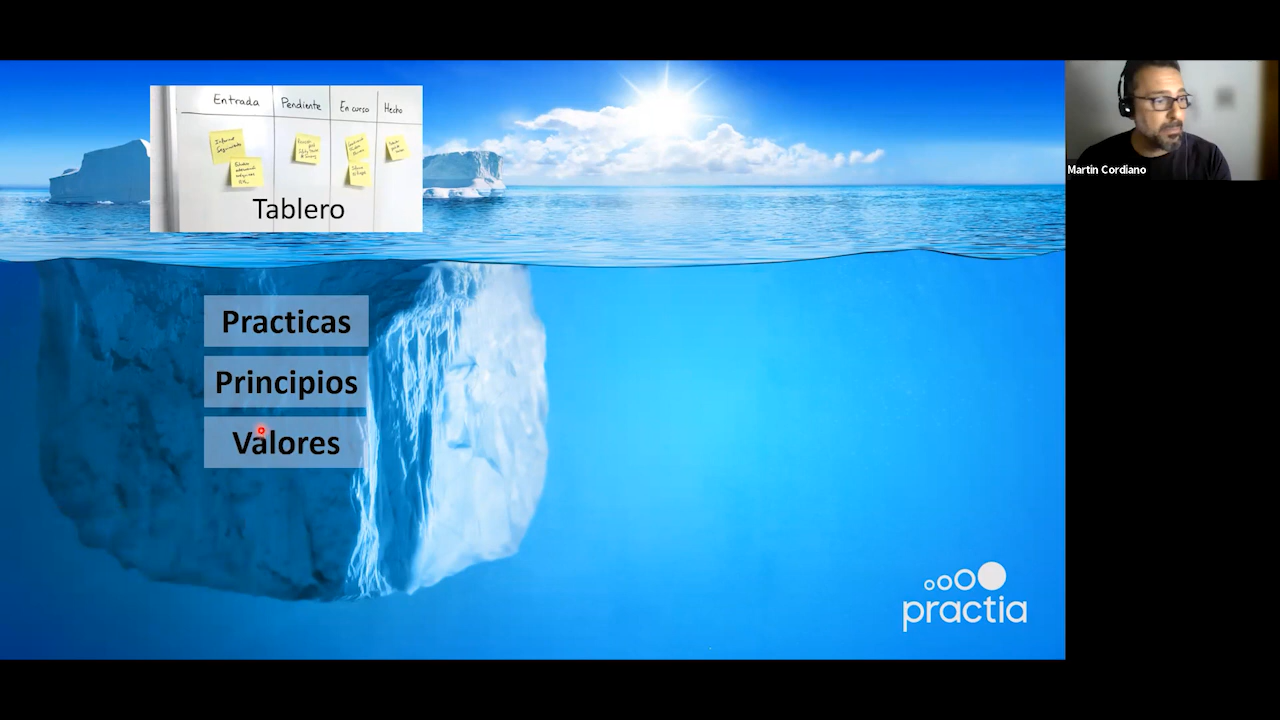 Entrada Pendiente En curso Hecho
Tablero
Practicas
Principios
Valores
practia
Martin Cordiano